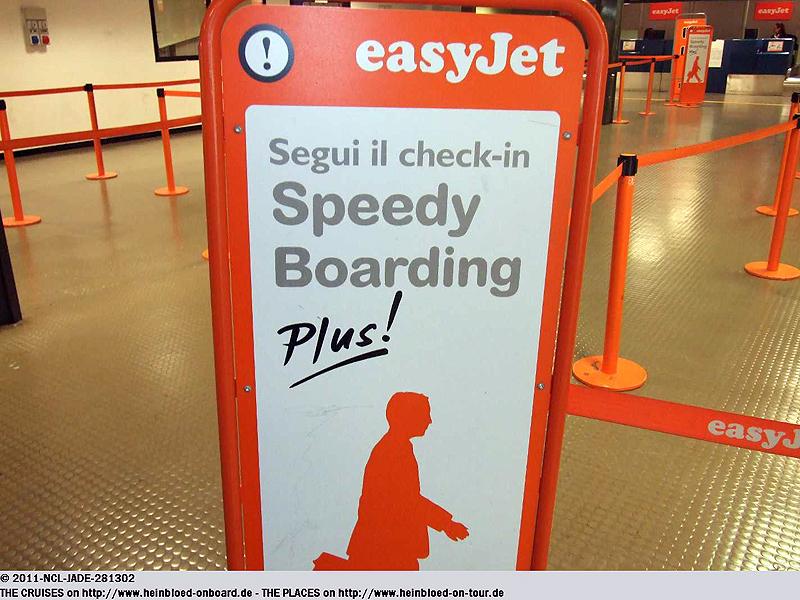 easyJet
easyJet
! easyJet
Segui il check-in
Speedy
Boarding
Plus!
easyJ
© 2011-NCL-JADE-281302
THE CRUISES on http://www.heinbloed-onboard.de - THE PLACES on http://www.heinbloed-on-tour.de